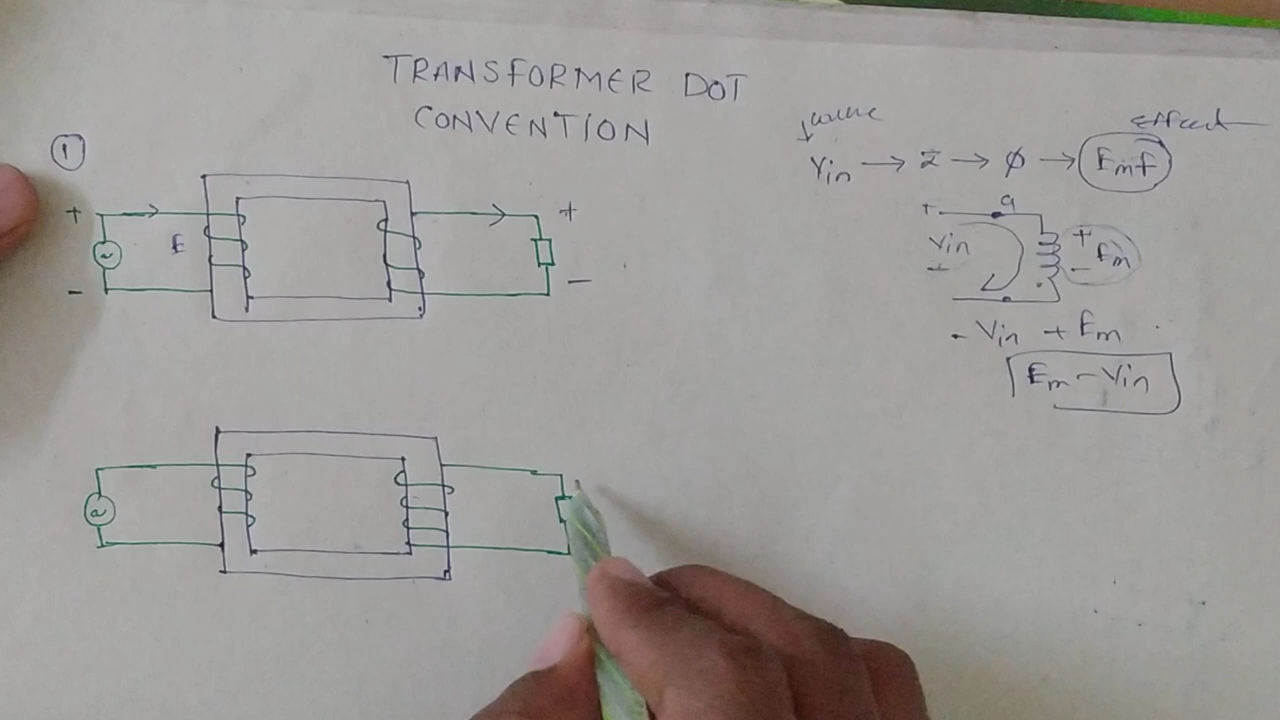 TRANSFORMER DOT
CONVENTION
①
cause
effect
Vin → i → ϕ → Emf
+ -
E
+ -
+ a
Vin
+ Em -
- Vin + Em
Em - Vin